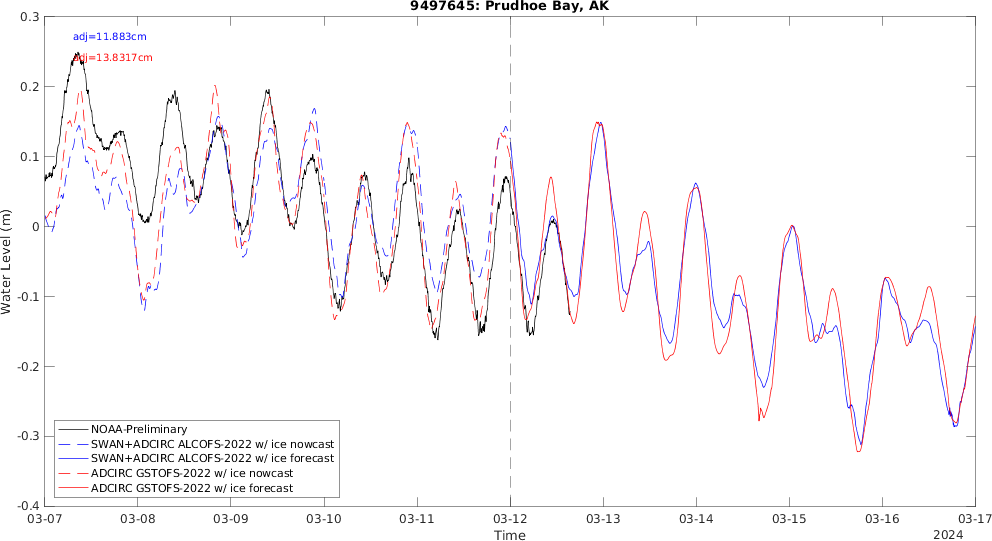 9497645: Prudhoe Bay, AK
adj=11.883cm
adj=13.8317cm
0.3
0.2
0.1
0
-0.1
-0.2
-0.3
-0.4
Water Level (m)
NOAA-Preliminary
SWAN+ADCIRC ALCOFS-2022 w/ ice nowcast
SWAN+ADCIRC ALCOFS-2022 w/ ice forecast
ADCIRC GSTOFS-2022 w/ ice nowcast
ADCIRC GSTOFS-2022 w/ ice forecast
03-07 03-08 03-09 03-10 03-11 03-12 03-13 03-14 03-15 03-16 03-17
Time
2024